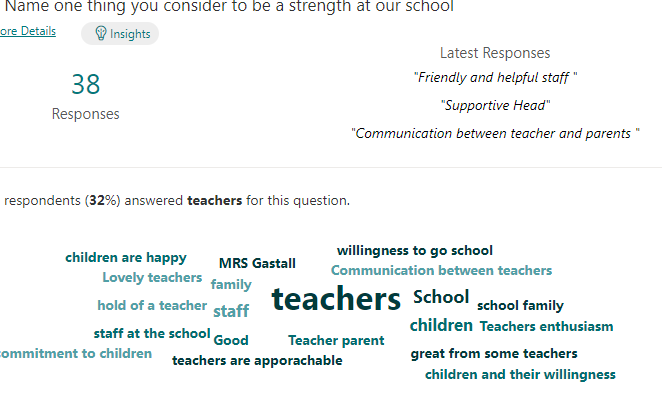 Name one thing you consider to be a strength at our school
ore Details
Insights
38
Responses
Latest Responses
"Friendly and helpful staff "
"Supportive Head"
"Communication between teacher and parents "
respondents (32%) answered teachers for this question.
children are happy
MRS Gastall
willingness to go school
Lovely teachers
family
Communication between teachers
hold of a teacher
staff
teachers
School
school family
staff at the school
Good
Teacher parent
children
Teachers enthusiasm
ommitment to children
teachers are apporachable
great from some teachers
children and their willingness